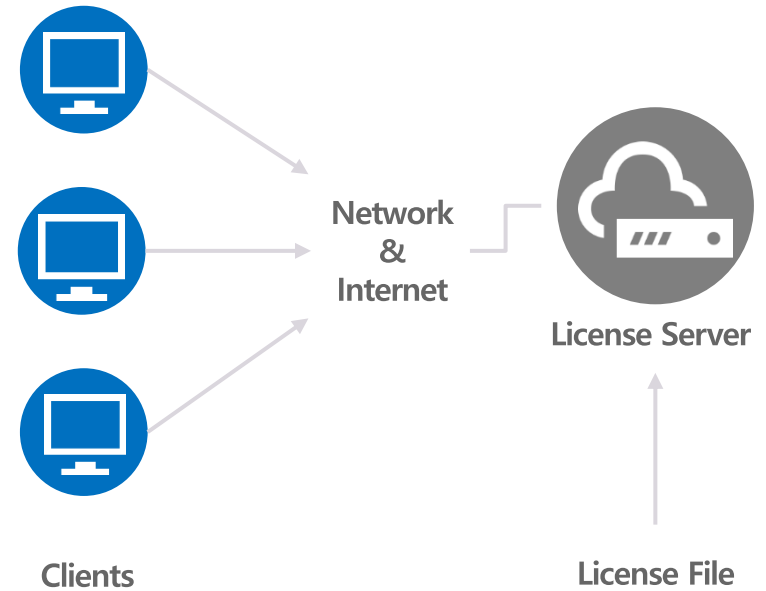 Network
&
Internet
License Server
Clients
License File